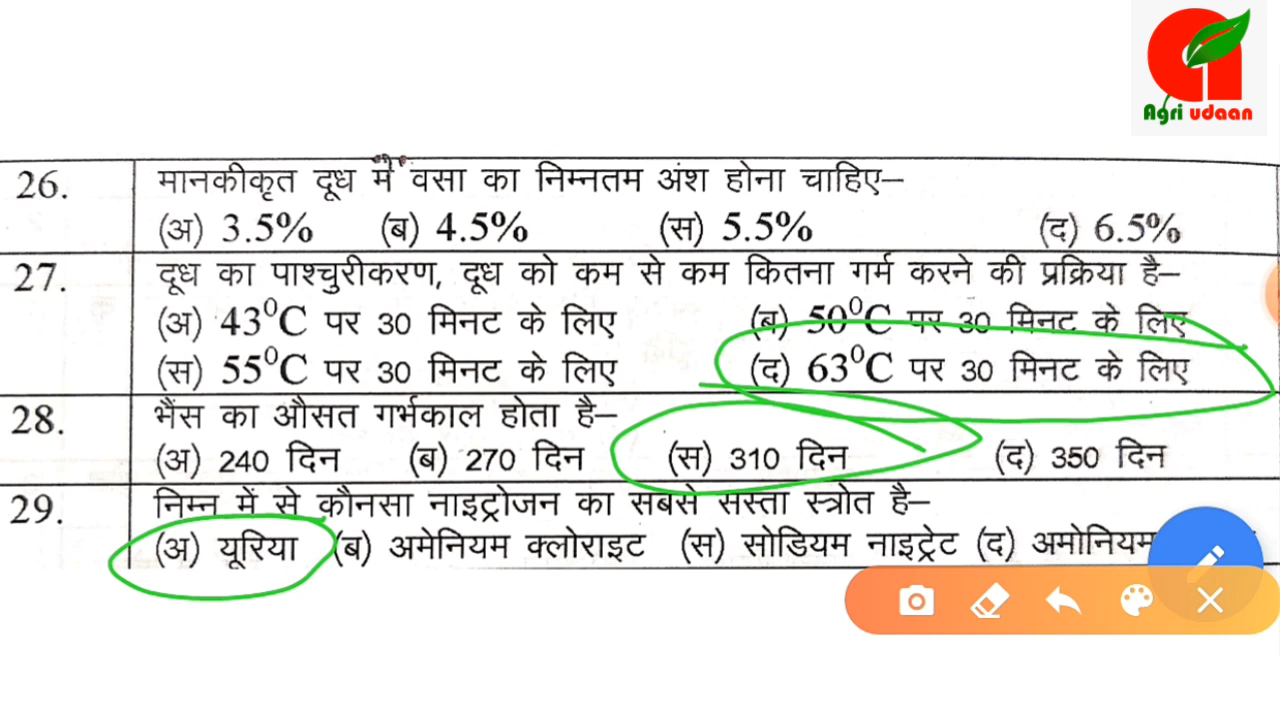 Agri udaan
26. मानकीकृत दूध में वसा का निम्नतम अंश होना चाहिए–
(अ) 3.5% (ब) 4.5% (स) 5.5% (द) 6.5%
27. दूध का पाश्चुरीकरण, दूध को कम से कम कितना गर्म करने की प्रक्रिया है–
(अ) 43⁰C पर 30 मिनट के लिए (ब) 50⁰C पर 30 मिनट के लिए
(स) 55⁰C पर 30 मिनट के लिए (द) 63⁰C पर 30 मिनट के लिए
28. भैंस का औसत गर्भकाल होता है–
(अ) 240 दिन (ब) 270 दिन (स) 310 दिन (द) 350 दिन
29. निम्न में से कौनसा नाइट्रोजन का सबसे सस्ता स्त्रोत है–
(अ) यूरिया (ब) अमेनियम क्लोराइट (स) सोडियम नाइट्रेट (द) अमोनियम